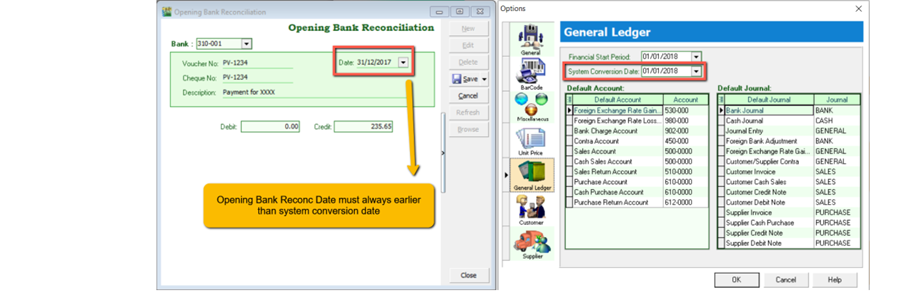 Opening Bank Reconciliation
Opening Bank Reconciliation
Bank : 310-001
Voucher No: PV-1234
Date: 31/12/2017
Cheque No: PV-1234
Description: Payment for XXXX
Debit: 0.00 Credit: 235.65
New
Edit
Delete
Save
Cancel
Refresh
Browse
Close
Opening Bank Reconc Date must always earlier
than system conversion date
Options
General
BarCode
Miscellaneous
Unit Price
General Ledger
Customer
Supplier
General Ledger
Financial Start Period: 01/01/2018
System Conversion Date: 01/01/2018
Default Account:
Default Account Account
Foreign Exchange Rate Gain... 530-000
Foreign Exchange Rate Loss... 980-000
Bank Charge Account 902-000
Contra Account 450-000
Sales Account 500-0000
Cash Sales Account 500-0000
Sales Return Account 510-0000
Purchase Account 610-0000
Cash Purchase Account 610-0000
Purchase Return Account 612-0000
Default Journal:
Default Journal Journal
Bank Journal BANK
Cash Journal CASH
Journal Entry GENERAL
Foreign Bank Adjustment BANK
Foreign Exchange Rate Gai... GENERAL
Customer/Supplier Contra GENERAL
Customer Invoice SALES
Customer Cash Sales SALES
Customer Credit Note SALES
Customer Debit Note SALES
Supplier Invoice PURCHASE
Supplier Cash Purchase PURCHASE
Supplier Credit Note PURCHASE
Supplier Debit Note PURCHASE
OK Cancel Help